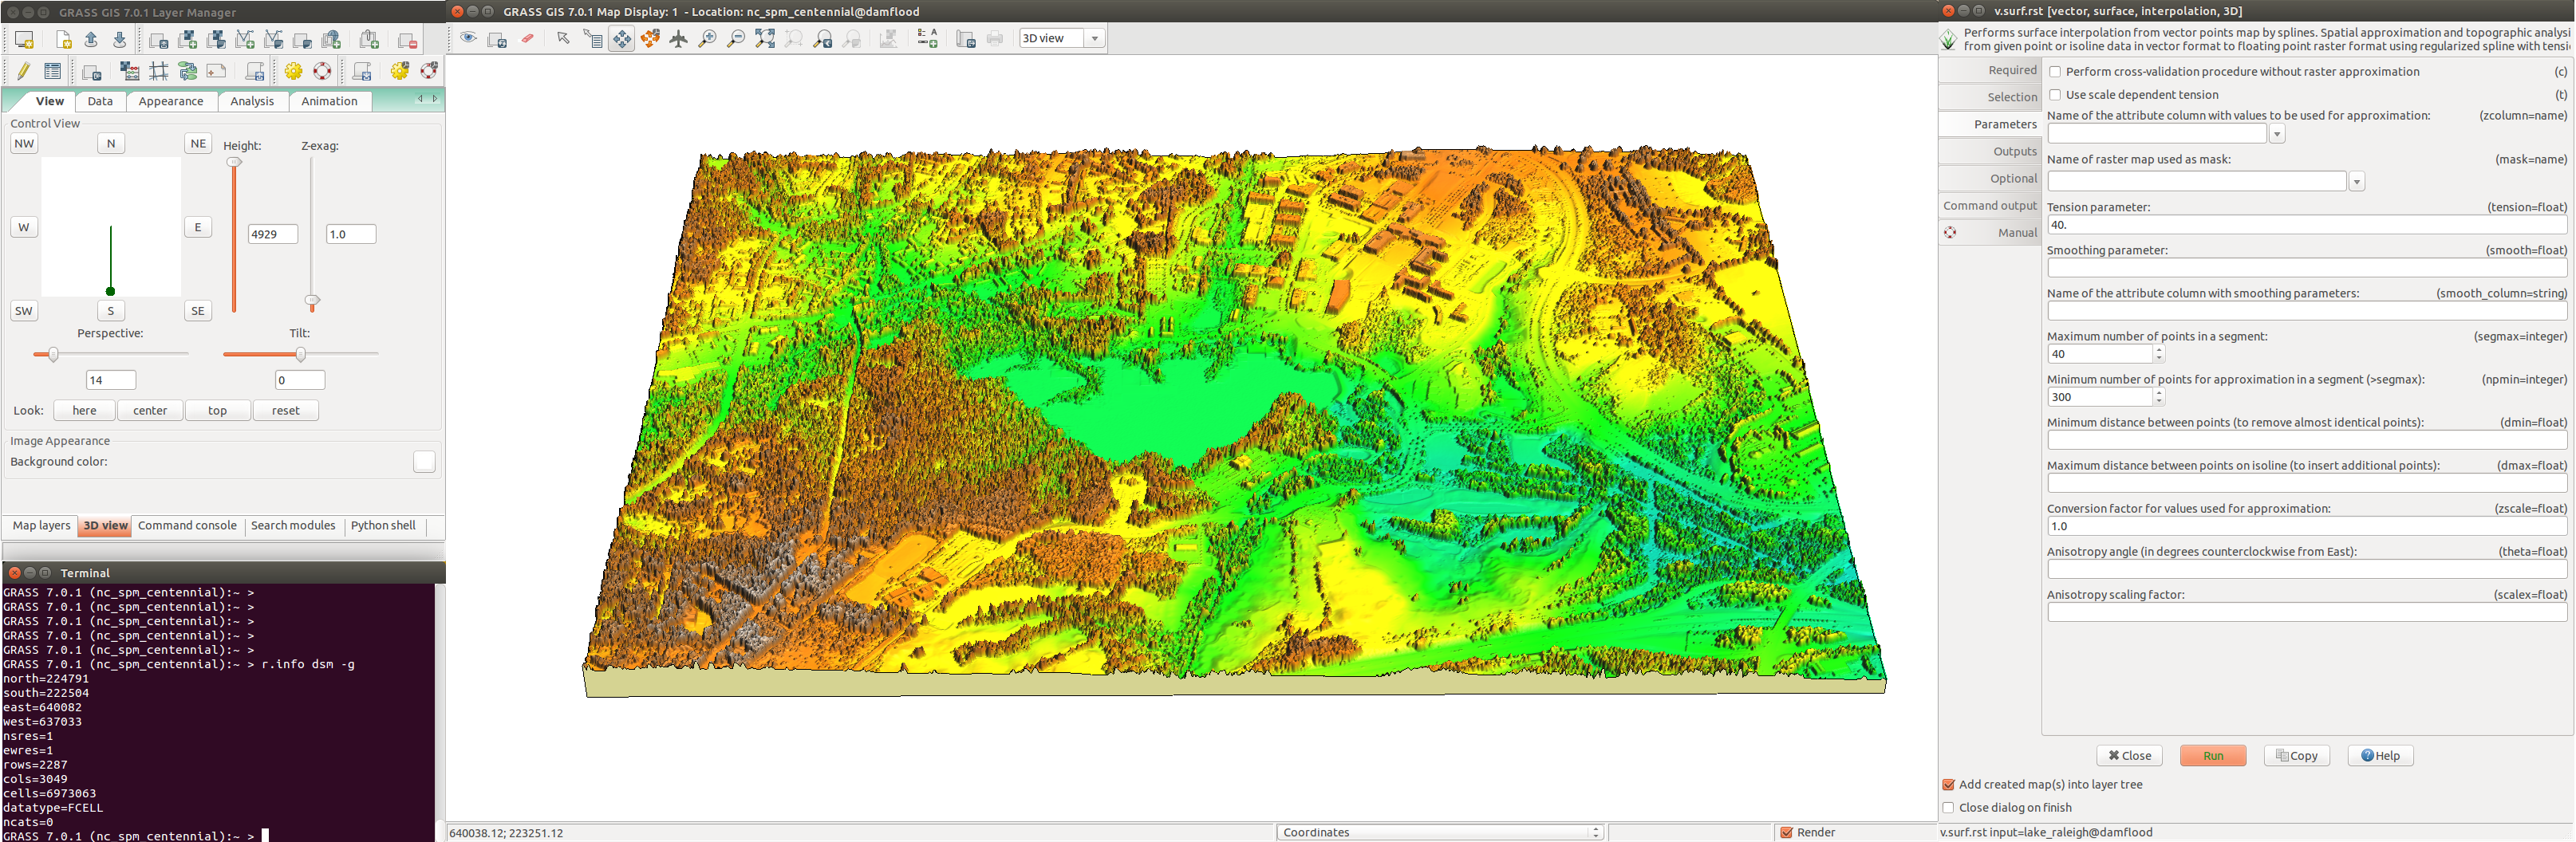 GRASS GIS 7.0.1 Layer Manager
View
Data
Appearance
Analysis
Animation
Control View
NW
N
NE
Height:
Z-exag:
W
E
4929
1.0
SW
S
SE
Perspective:
Tilt:
14
0
Look:
here
center
top
reset
Image Appearance
Background color:
Map layers
3D view
Command console
Search modules
Python shell
Terminal
GRASS 7.0.1 (nc_spm_centennial):~ >
GRASS 7.0.1 (nc_spm_centennial):~ >
GRASS 7.0.1 (nc_spm_centennial):~ >
GRASS 7.0.1 (nc_spm_centennial):~ >
GRASS 7.0.1 (nc_spm_centennial):~ >
GRASS 7.0.1 (nc_spm_centennial):~ > r.info dsm -g
north=224791
south=222504
east=640082
west=637033
nsres=1
ewres=1
rows=2287
cols=3049
cells=6973063
datatype=FCELL
ncats=0
GRASS 7.0.1 (nc_spm_centennial):~ >
GRASS GIS 7.0.1 Map Display: 1 - Location: nc_spm_centennial@damflood
3D view
640038.12; 223251.12
Coordinates
Render
v.surf.rst [vector, surface, interpolation, 3D]
Performs surface interpolation from vector points map by splines. Spatial approximation and topographic analysi
from given point or isoline data in vector format to floating point raster format using regularized spline with tensi
Required
Selection
Parameters
Outputs
Optional
Command output
Manual
Perform cross-validation procedure without raster approximation (c)
Use scale dependent tension (t)
Name of the attribute column with values to be used for approximation: (zcolumn=name)
Name of raster map used as mask: (mask=name)
Tension parameter: (tension=float)
40.
Smoothing parameter: (smooth=float)
Name of the attribute column with smoothing parameters: (smooth_column=string)
Maximum number of points in a segment: (segmax=integer)
40
Minimum number of points for approximation in a segment (>segmax): (npmin=integer)
300
Minimum distance between points (to remove almost identical points): (dmin=float)
Maximum distance between points on isoline (to insert additional points): (dmax=float)
Conversion factor for values used for approximation: (zscale=float)
1.0
Anisotropy angle (in degrees counterclockwise from East): (theta=float)
Anisotropy scaling factor: (scalex=float)
Close
Run
Copy
Help
Add created map(s) into layer tree
Close dialog on finish
v.surf.rst input=lake_raleigh@damflood